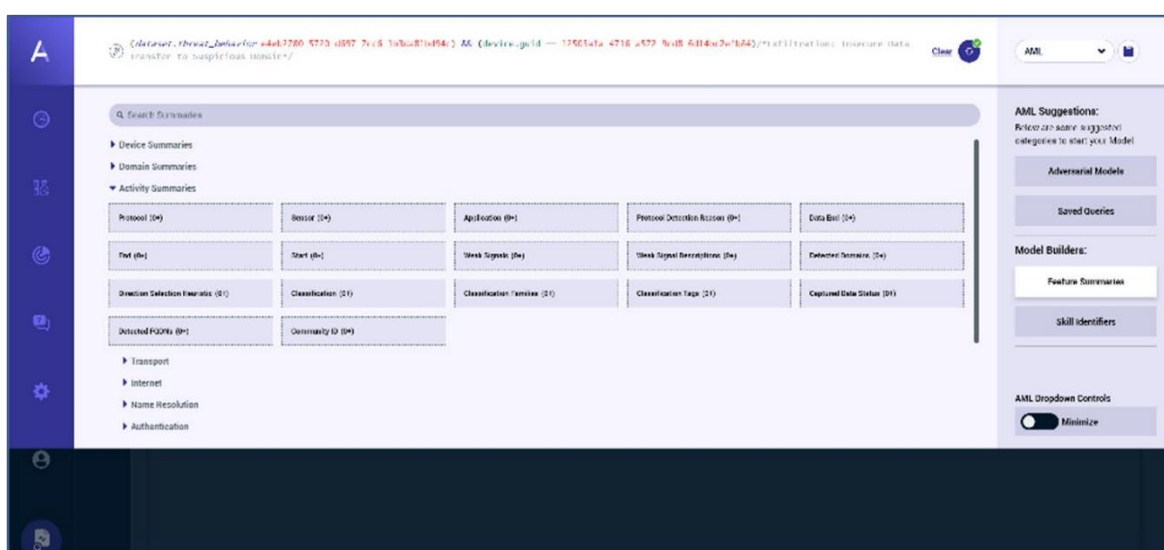 A
(dataset.threat_behavior
&& (device.guid
Insecure Data
Transfer to Suspicious Domain*/
Clear
AML
Search Summaries
Device Summaries
Domain Summaries
Activity Summaries
Protocol (0+)
Sensor (0+)
Application (0+)
Protocol Detection Reason (0+)
Data End (0+)
End (0+)
Start (0+)
Weak Signals (0+)
Weak Signal Descriptions (0+)
Detected Domains (0+)
Direction Selection Heuristic (01)
Classification (01)
Classification Families (01)
Classification Tags (01)
Captured Data Status (01)
Detected FQDNs (0+)
Community ID (0+)
Transport
Internet
Name Resolution
Authentication
AML Suggestions:
Below are some suggested
categories to start your Model
Adversarial Models
Saved Queries
Model Builders:
Feature Summaries
Skill Identifiers
AML Dropdown Controls
Minimize